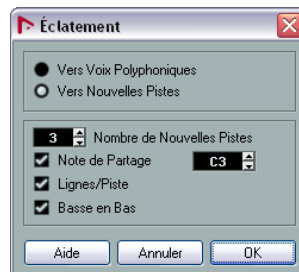 Éclatement
Vers Voix Polyphoniques
Vers Nouvelles Pistes
3 Nombre de Nouvelles Pistes
Note de Partage C3
Lignes/Piste
Basse en Bas
Aide Annuler OK